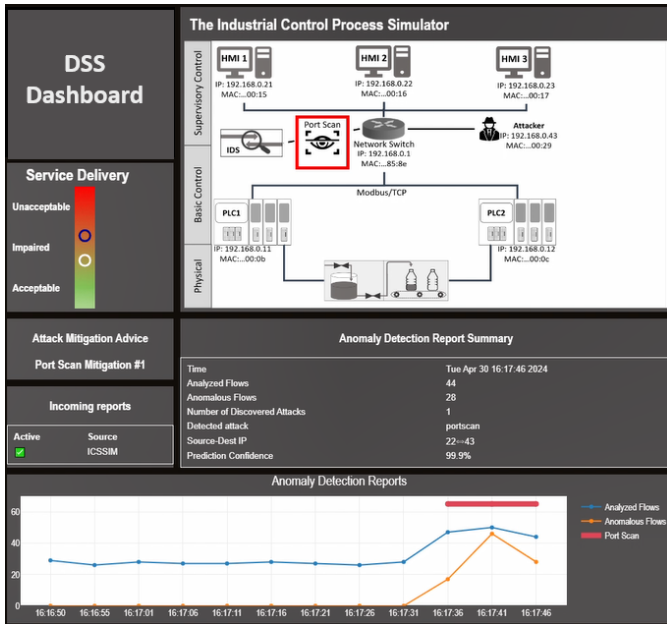 DSS
Dashboard
The Industrial Control Process Simulator
Supervisory Control
HMI 1
IP: 192.168.0.21
MAC:...00:15
HMI 2
IP: 192.168.0.22
MAC:...00:16
HMI 3
IP: 192.168.0.23
MAC:...00:17
IDS
Port Scan
Network Switch
IP: 192.168.0.1
MAC:...85:8e
Attacker
IP: 192.168.0.43
MAC:...00:29
Basic Control
Modbus/TCP
PLC1
IP: 192.168.0.11
MAC:...00:0b
PLC2
IP: 192.168.0.12
MAC:...00:0c
Physical
Service Delivery
Unacceptable
Impaired
Acceptable
Attack Mitigation Advice
Port Scan Mitigation #1
Incoming reports
Active Source
ICSSIM
Anomaly Detection Report Summary
Time Tue Apr 30 16:17:46 2024
Analyzed Flows 44
Anomalous Flows 28
Number of Discovered Attacks 1
Detected attack portscan
Source-Dest IP 22↔43
Prediction Confidence 99.9%
Anomaly Detection Reports
60
40
20
0
16:16:50 16:16:55 16:17:01 16:17:06 16:17:11 16:17:16 16:17:21 16:17:26 16:17:31 16:17:36 16:17:41 16:17:46
Analyzed Flows
Anomalous Flows
Port Scan